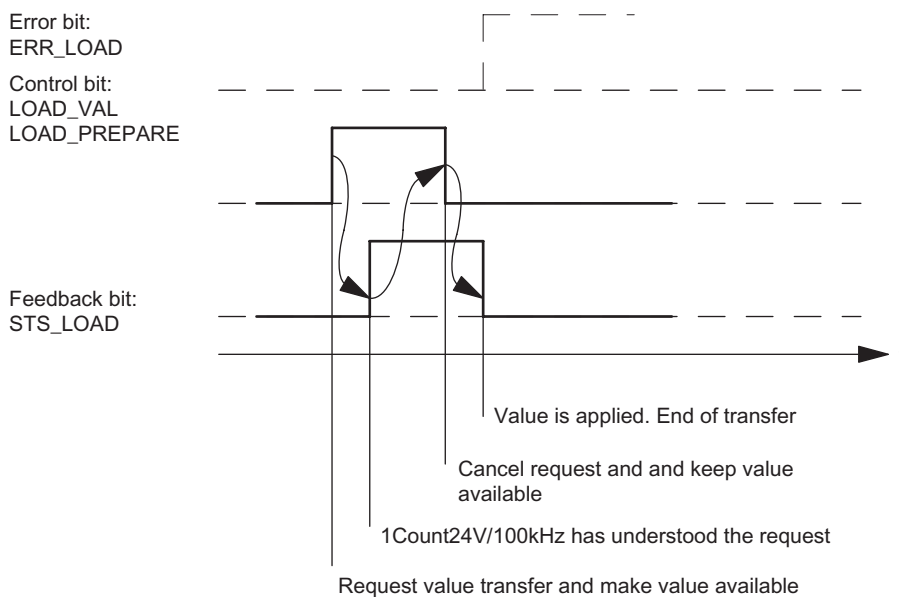 Error bit:
ERR_LOAD
Control bit:
LOAD_VAL
LOAD_PREPARE
Feedback bit:
STS_LOAD
Value is applied. End of transfer
Cancel request and and keep value
available
1Count24V/100kHz has understood the request
Request value transfer and make value available